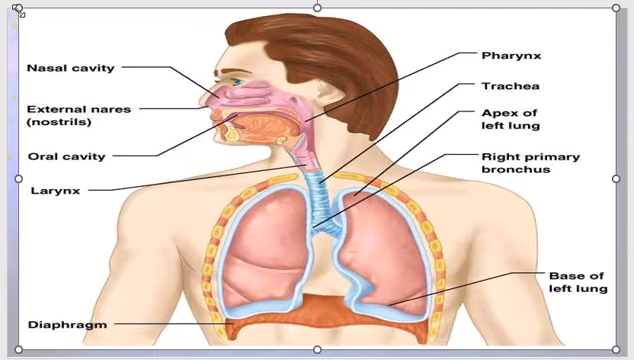 Nasal cavity
External nares
(nostrils)
Oral cavity
Larynx
Diaphragm
Pharynx
Trachea
Apex of
left lung
Right primary
bronchus
Base of
left lung